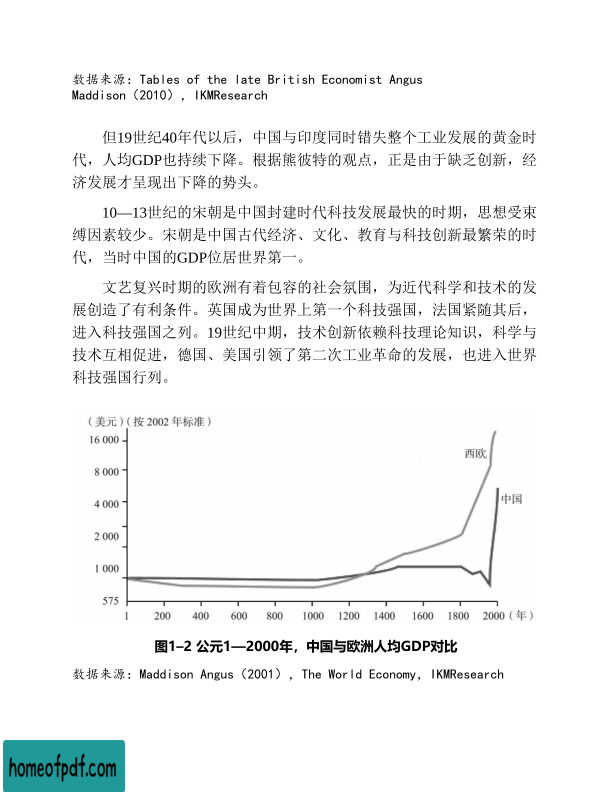 数据来源：Tables of the late British Economist Angus
Maddison（2010）, IKMResearch
但19世纪40年代以后，中国与印度同时错失整个工业发展的黄金时
代，人均GDP也持续下降。根据熊彼特的观点，正是由于缺乏创新，经
济发展才呈现出下降的势头。
10—13世纪的宋朝是中国封建时代科技发展最快的时期，思想受束
缚因素较少。宋朝是中国古代经济、文化、教育与科技创新最繁荣的时
代，当时中国的GDP位居世界第一。
文艺复兴时期的欧洲有着包容的社会氛围，为近代科学和技术的发
展创造了有利条件。英国成为世界上第一个科技强国，法国紧随其后，
进入科技强国之列。19世纪中期，技术创新依赖科技理论知识，科学与
技术互相促进，德国、美国引领了第二次工业革命的发展，也进入世界
科技强国行列。
（美元）（按 2002 年标准）
16 000
西欧
8 000
中国
4 000
2 000
1 000
575
1 200 400 600 800 1000 1200 1400 1600 1800 2000（年）
图1–2 公元1—2000年，中国与欧洲人均GDP对比
数据来源：Maddison Angus（2001）, The World Economy, IKMResearch
homeofpdf.com